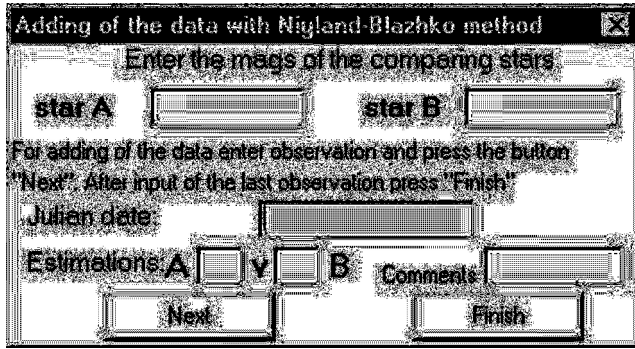 Adding of the data with Nigland-Blazhko method
Enter the mags of the comparing stars
star A star B
For adding of the data enter observation and press the button
"Next". After input of the last observation press "Finish"
Julian date:
Estimations: A v B Comments
Next Finish